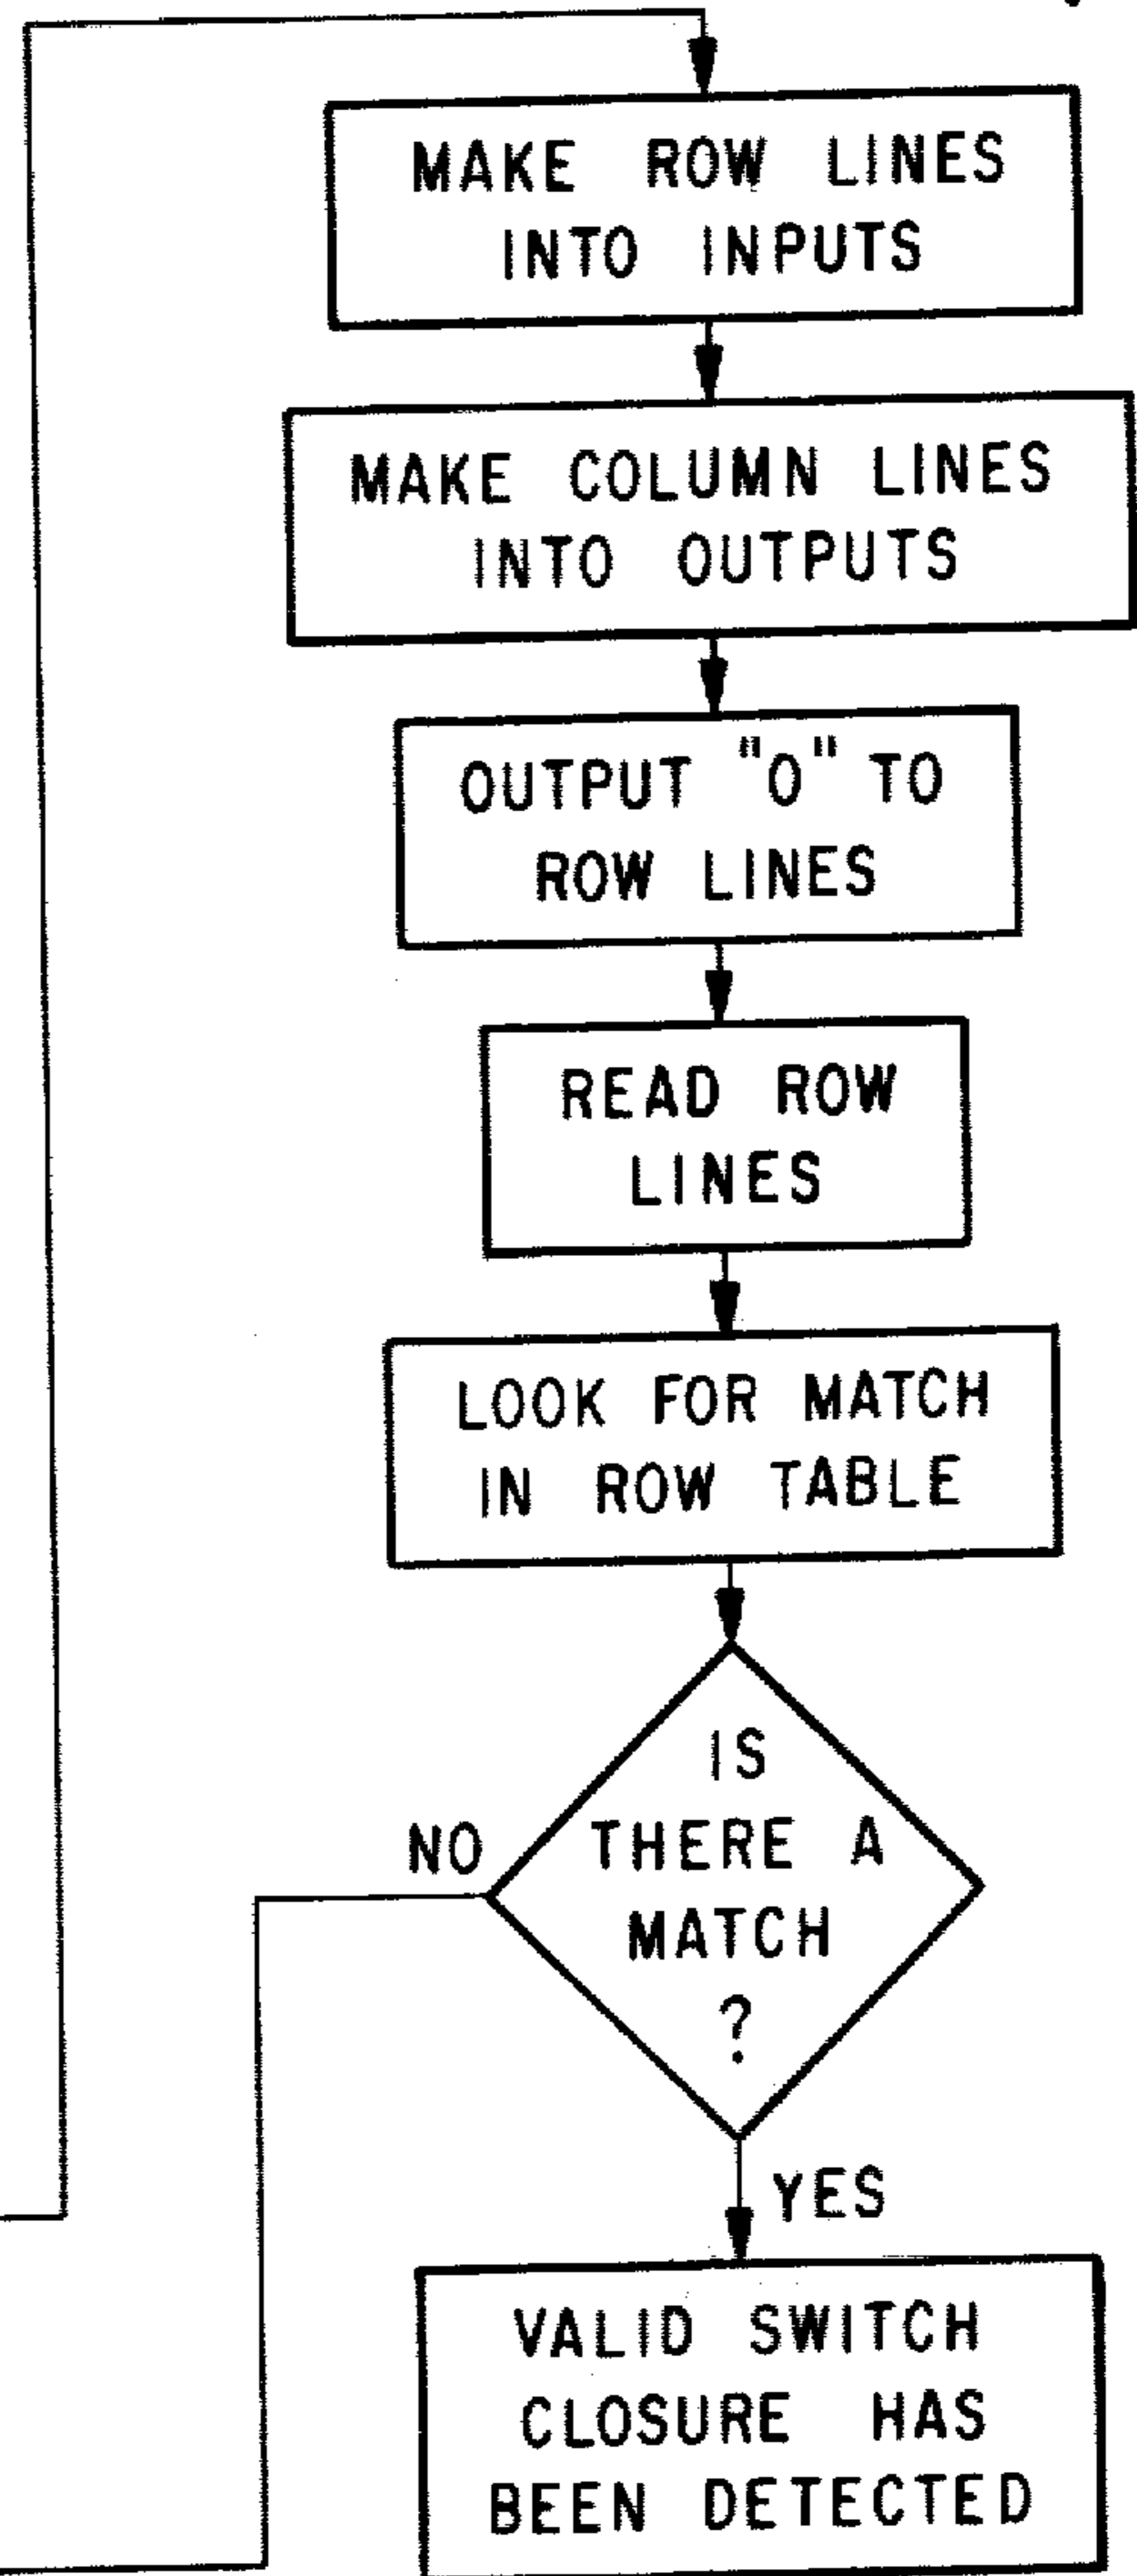 MAKE ROW LINES
INTO INPUTS
MAKE COLUMN LINES
INTO OUTPUTS
OUTPUT "0" TO
ROW LINES
READ ROW
LINES
LOOK FOR MATCH
IN ROW TABLE
IS
THERE A
MATCH
?
NO
YES
VALID SWITCH
CLOSURE HAS
BEEN DETECTED